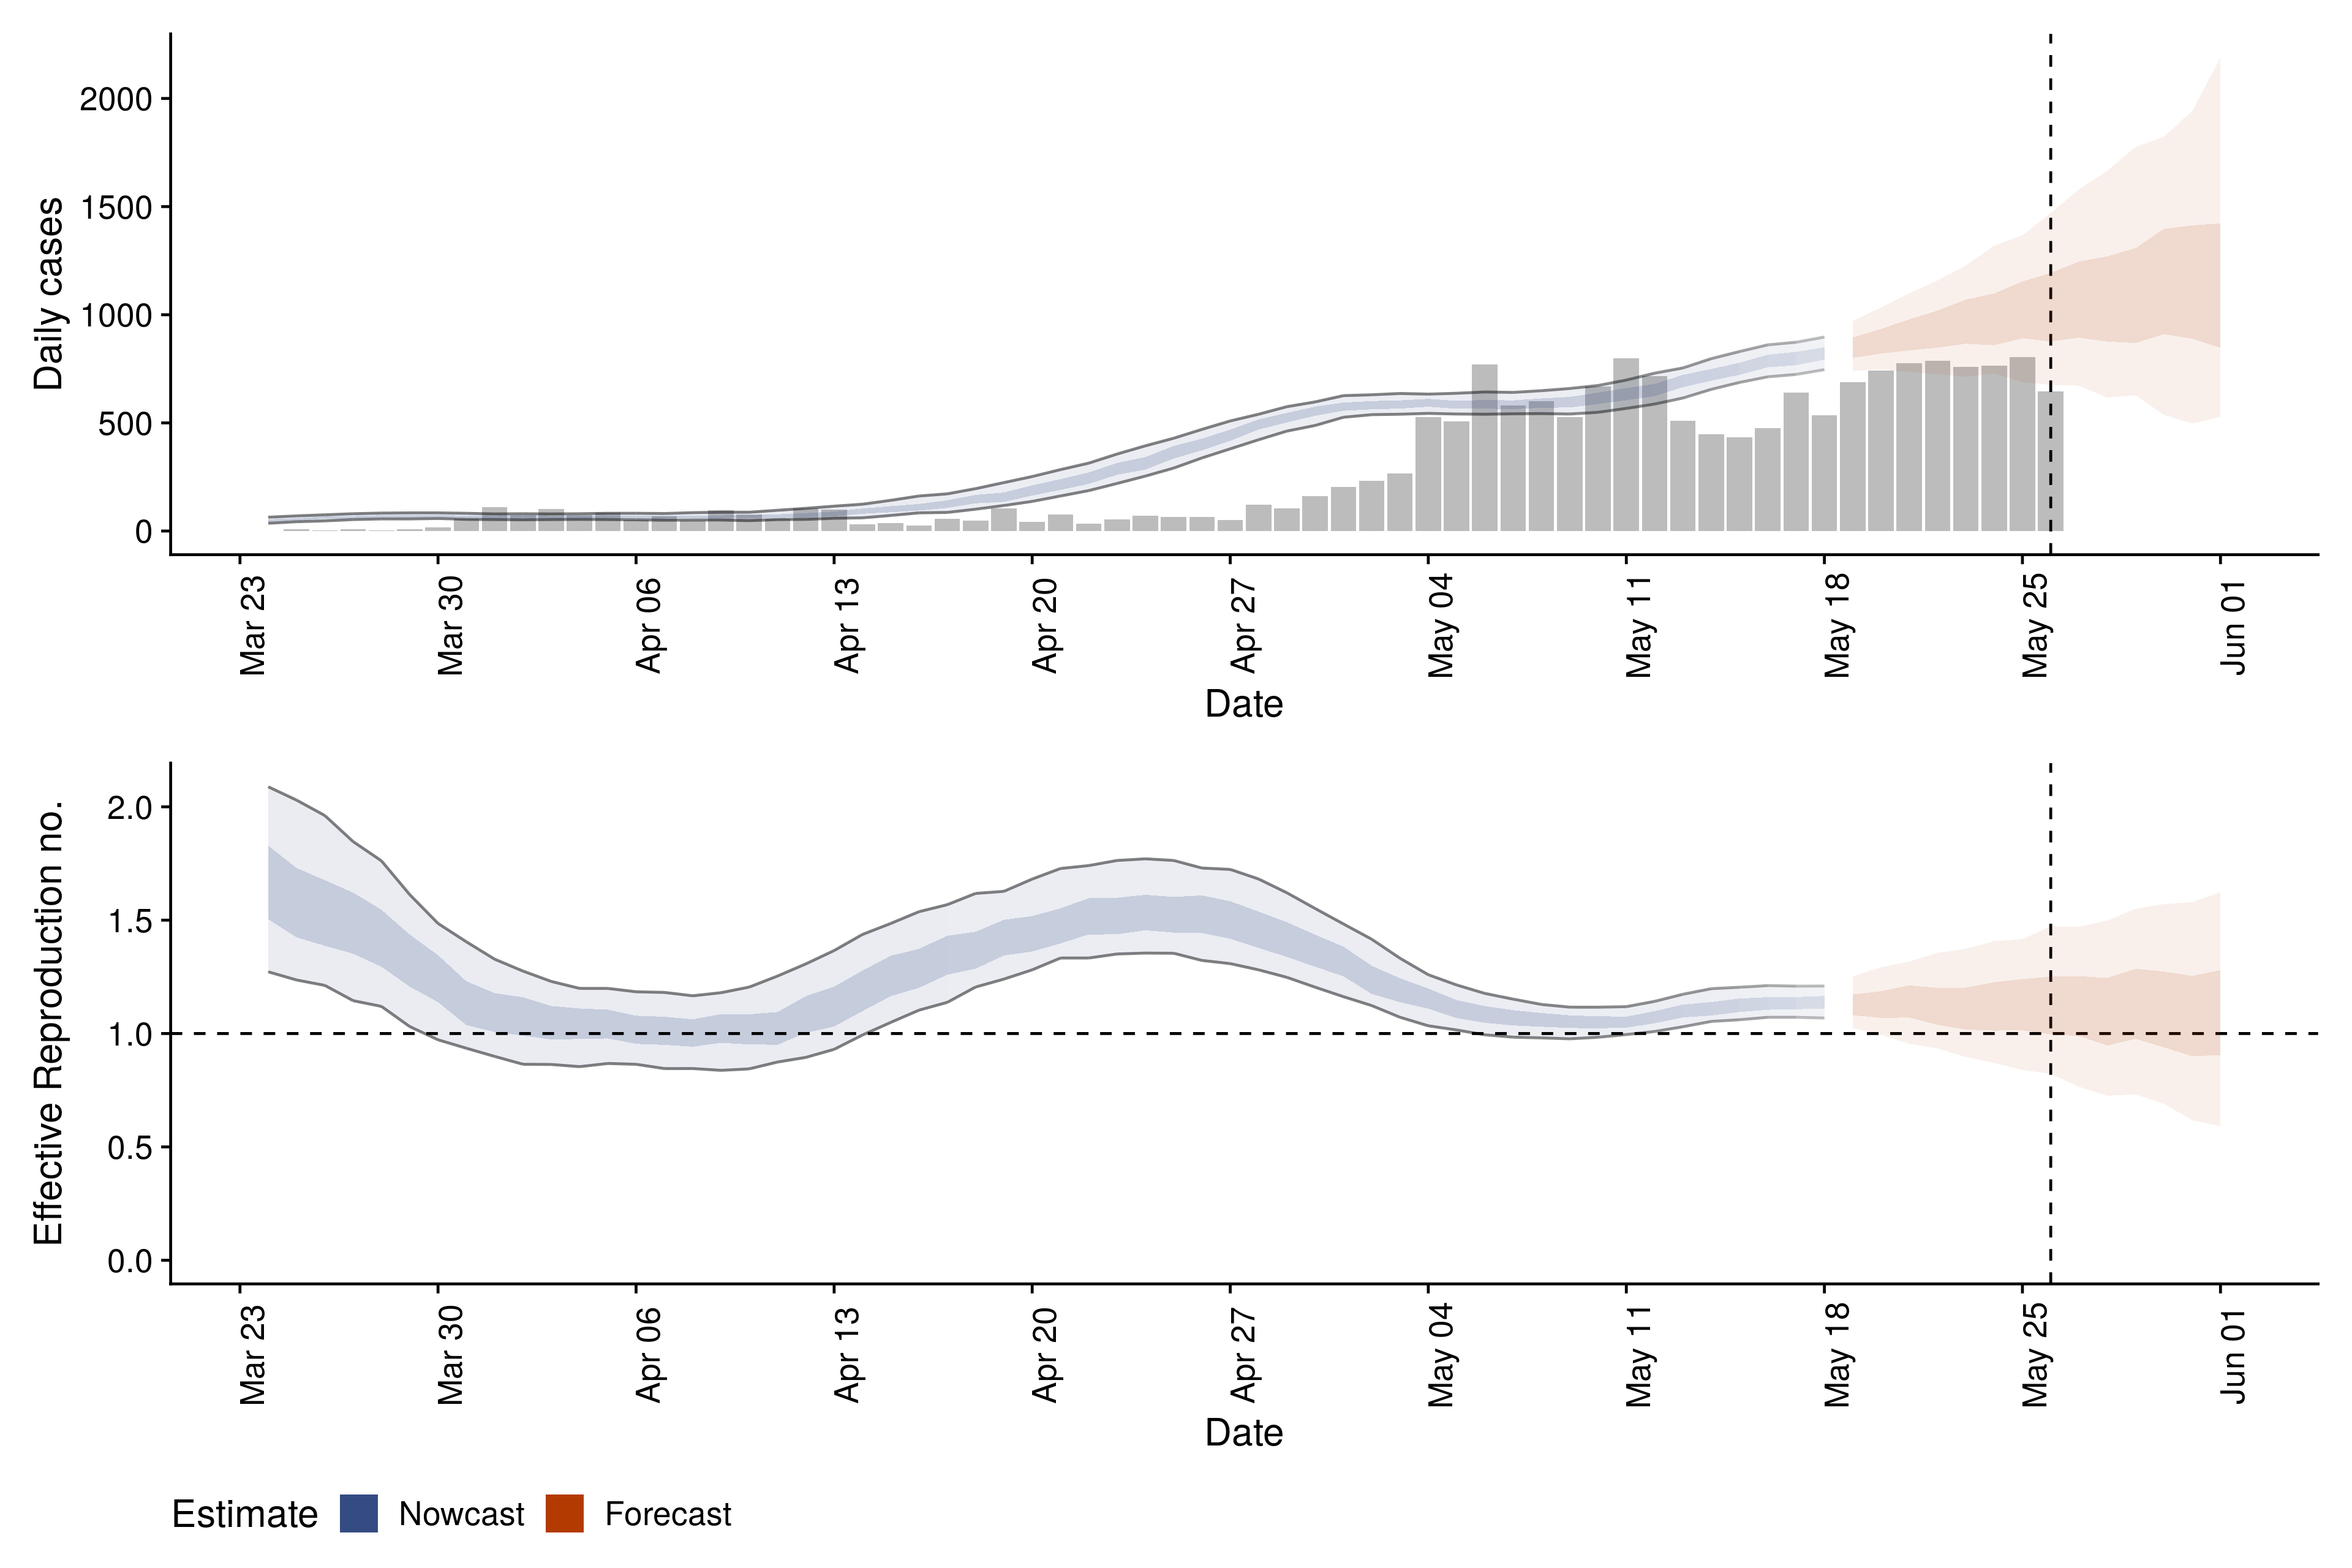 Daily cases
2000
1500
1000
500
0
Mar 23
Mar 30
Apr 06
Apr 13
Apr 20
Apr 27
May 04
May 11
May 18
May 25
Jun 01
Date
Effective Reproduction no.
2.0
1.5
1.0
0.5
0.0
Mar 23
Mar 30
Apr 06
Apr 13
Apr 20
Apr 27
May 04
May 11
May 18
May 25
Jun 01
Date
Estimate Nowcast Forecast